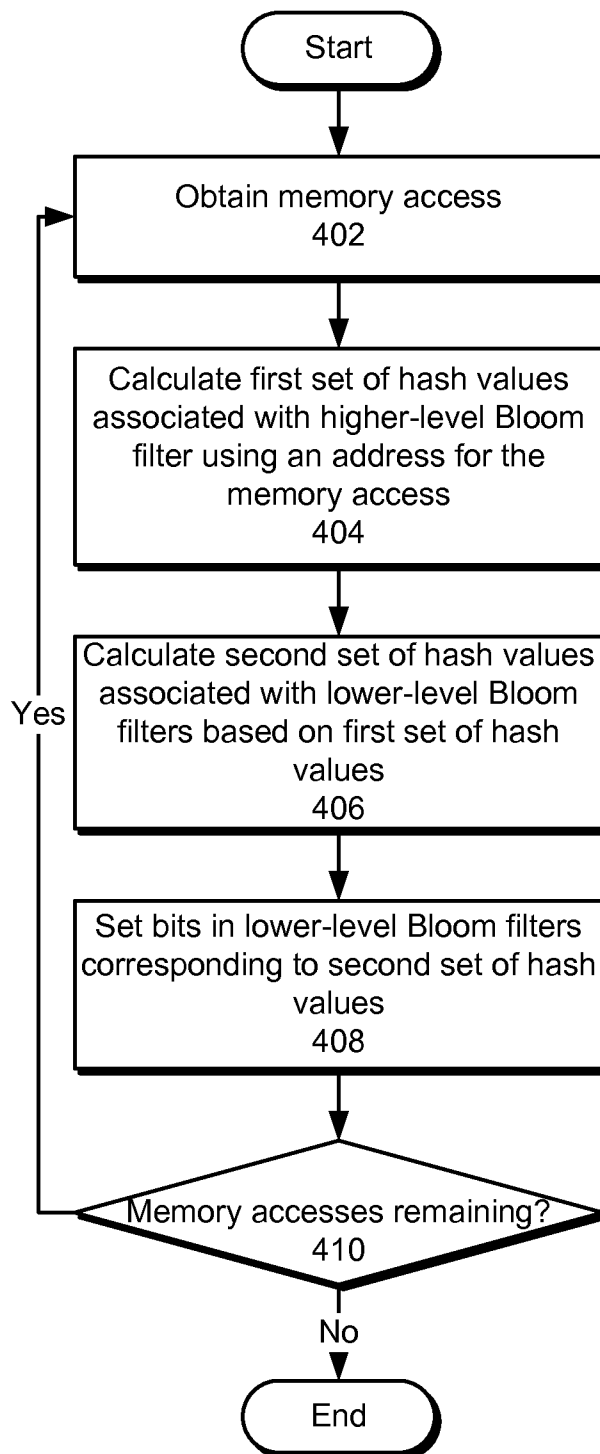 Start
Obtain memory access
402
Calculate first set of hash values
associated with higher-level Bloom
filter using an address for the
memory access
404
Calculate second set of hash values
associated with lower-level Bloom
filters based on first set of hash
values
406
Yes
Set bits in lower-level Bloom filters
corresponding to second set of hash
values
408
Memory accesses remaining?
410
No
End